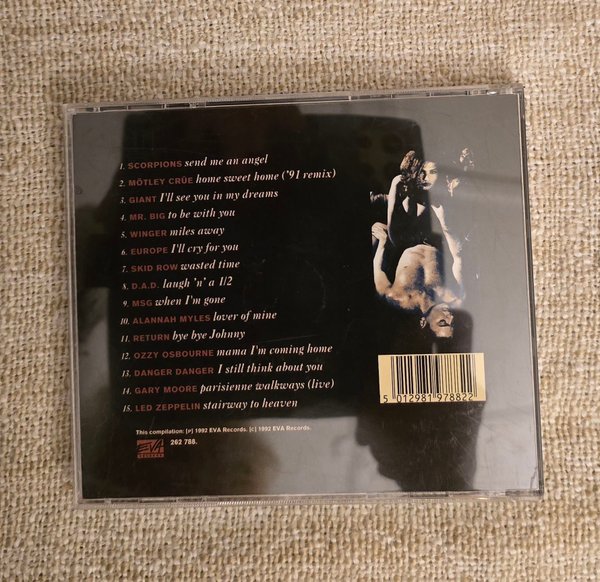 1. SCORPIONS send me an angel
2. MÖTLEY CRÜE home sweet home ('91 remix)
3. GIANT I'll see you in my dreams
4. MR. BIG to be with you
5. WINGER miles away
6. EUROPE I'll cry for you
7. SKID ROW wasted time
8. D.A.D. laugh 'n' a 1/2
9. MSG when I'm gone
10. ALANNAH MYLES lover of mine
11. RETURN bye bye Johnny
12. OZZY OSBOURNE mama I'm coming home
13. DANGER DANGER I still think about you
14. GARY MOORE parisienne walkways (live)
15. LED ZEPPELIN stairway to heaven
5 012981 978822
This compilation: (P) 1992 EVA Records. (c) 1992 EVA Records.
EVA
RECORDS
262 788.